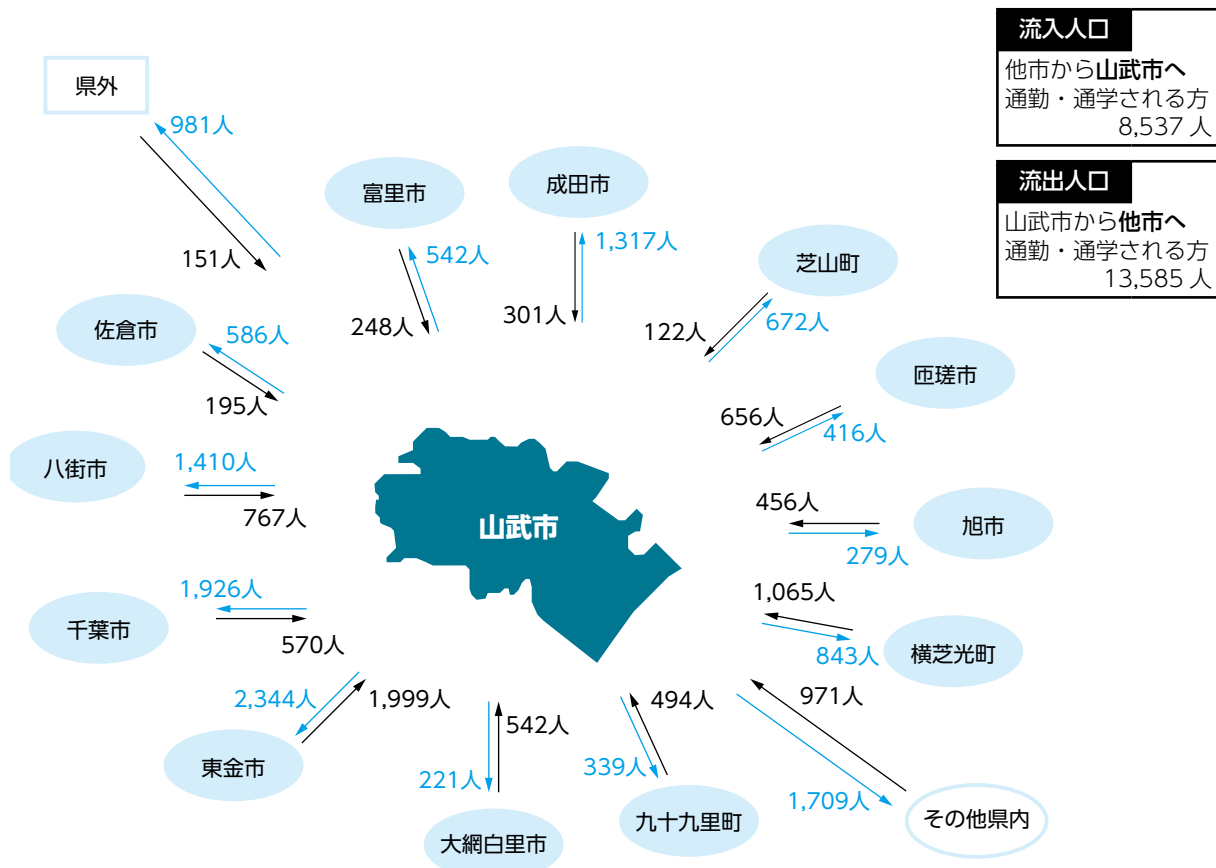 流入人口
他市から山武市へ
通勤・通学される方
8,537 人
流出人口
山武市から他市へ
通勤・通学される方
13,585 人
県外
981人
151人
富里市
542人
248人
成田市
1,317人
301人
芝山町
672人
122人
佐倉市
586人
195人
匝瑳市
656人
416人
八街市
1,410人
767人
山武市
旭市
456人
279人
千葉市
1,926人
570人
横芝光町
1,065人
843人
東金市
2,344人
1,999人
大網白里市
221人
542人
九十九里町
339人
494人
その他県内
971人
1,709人